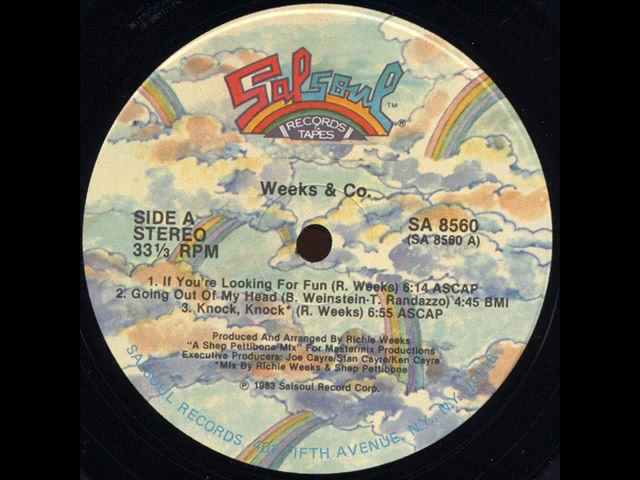 Salsoul
TM
®
RECORDS
&
TAPES
Weeks & Co.
SIDE A
STEREO
33⅓ RPM
SA 8560
(SA 8560 A)
1. If You're Looking For Fun (R. Weeks) 6:14 ASCAP
2. Going Out Of My Head (B. Weinstein-T. Randazzo) 4:45 BMI
3. Knock, Knock* (R. Weeks) 6:55 ASCAP
Produced And Arranged By Richie Weeks
"A Shep Pettibone Mix" For Mastermix Productions
Executive Producers: Joe Cayre/Stan Cayre/Ken Cayre
*Mix By Richie Weeks & Shep Pettibone
℗ 1983 Salsoul Record Corp.
SALSOUL RECORDS, 401 FIFTH AVENUE, N.Y., N.Y.